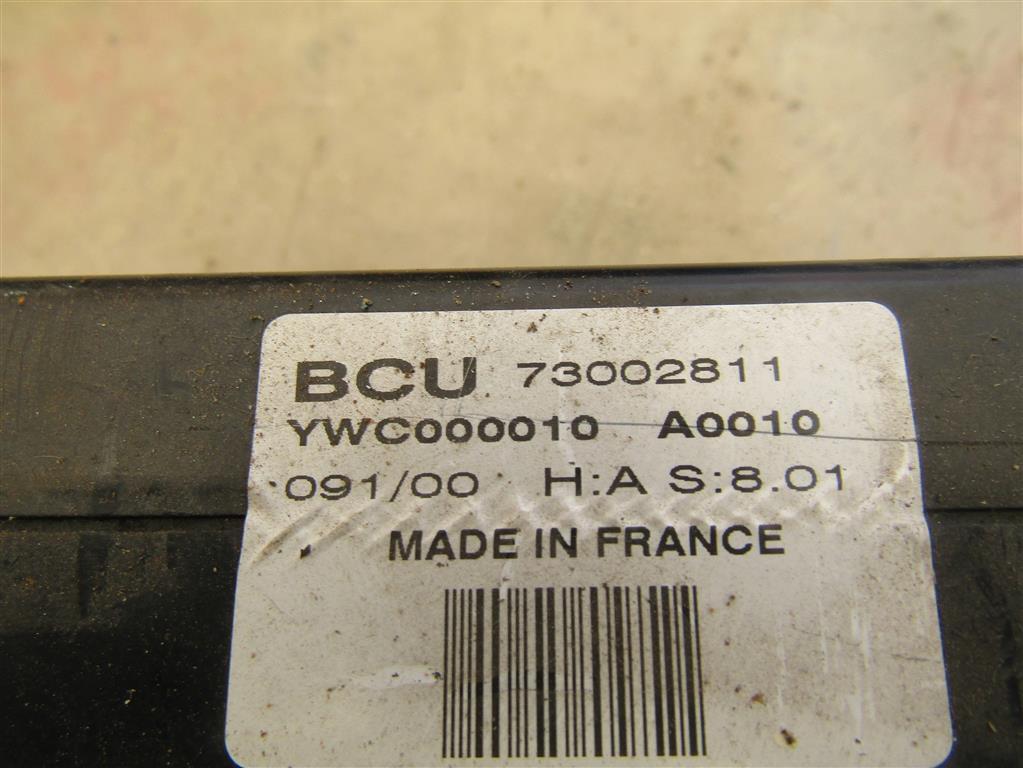 BCU 73002811
YWC000010 A0010
091/00 H:A S:8.01
MADE IN FRANCE